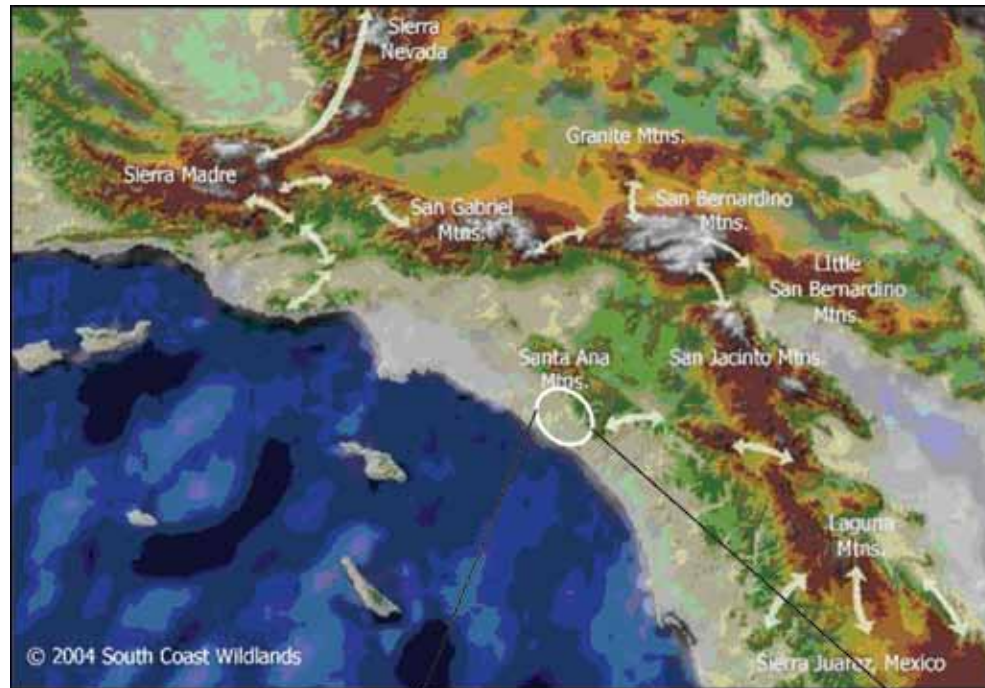 Sierra
Nevada
Granite Mtns.
Sierra Madre
San Gabriel
Mtns.
San Bernardino
Mtns.
LIttle
San Bernardino
Mtns.
Santa Ana
Mtns.
San Jacinto Mtns.
Laguna
Mtns.
© 2004 South Coast Wildlands
Sierra Juarez, Mexico